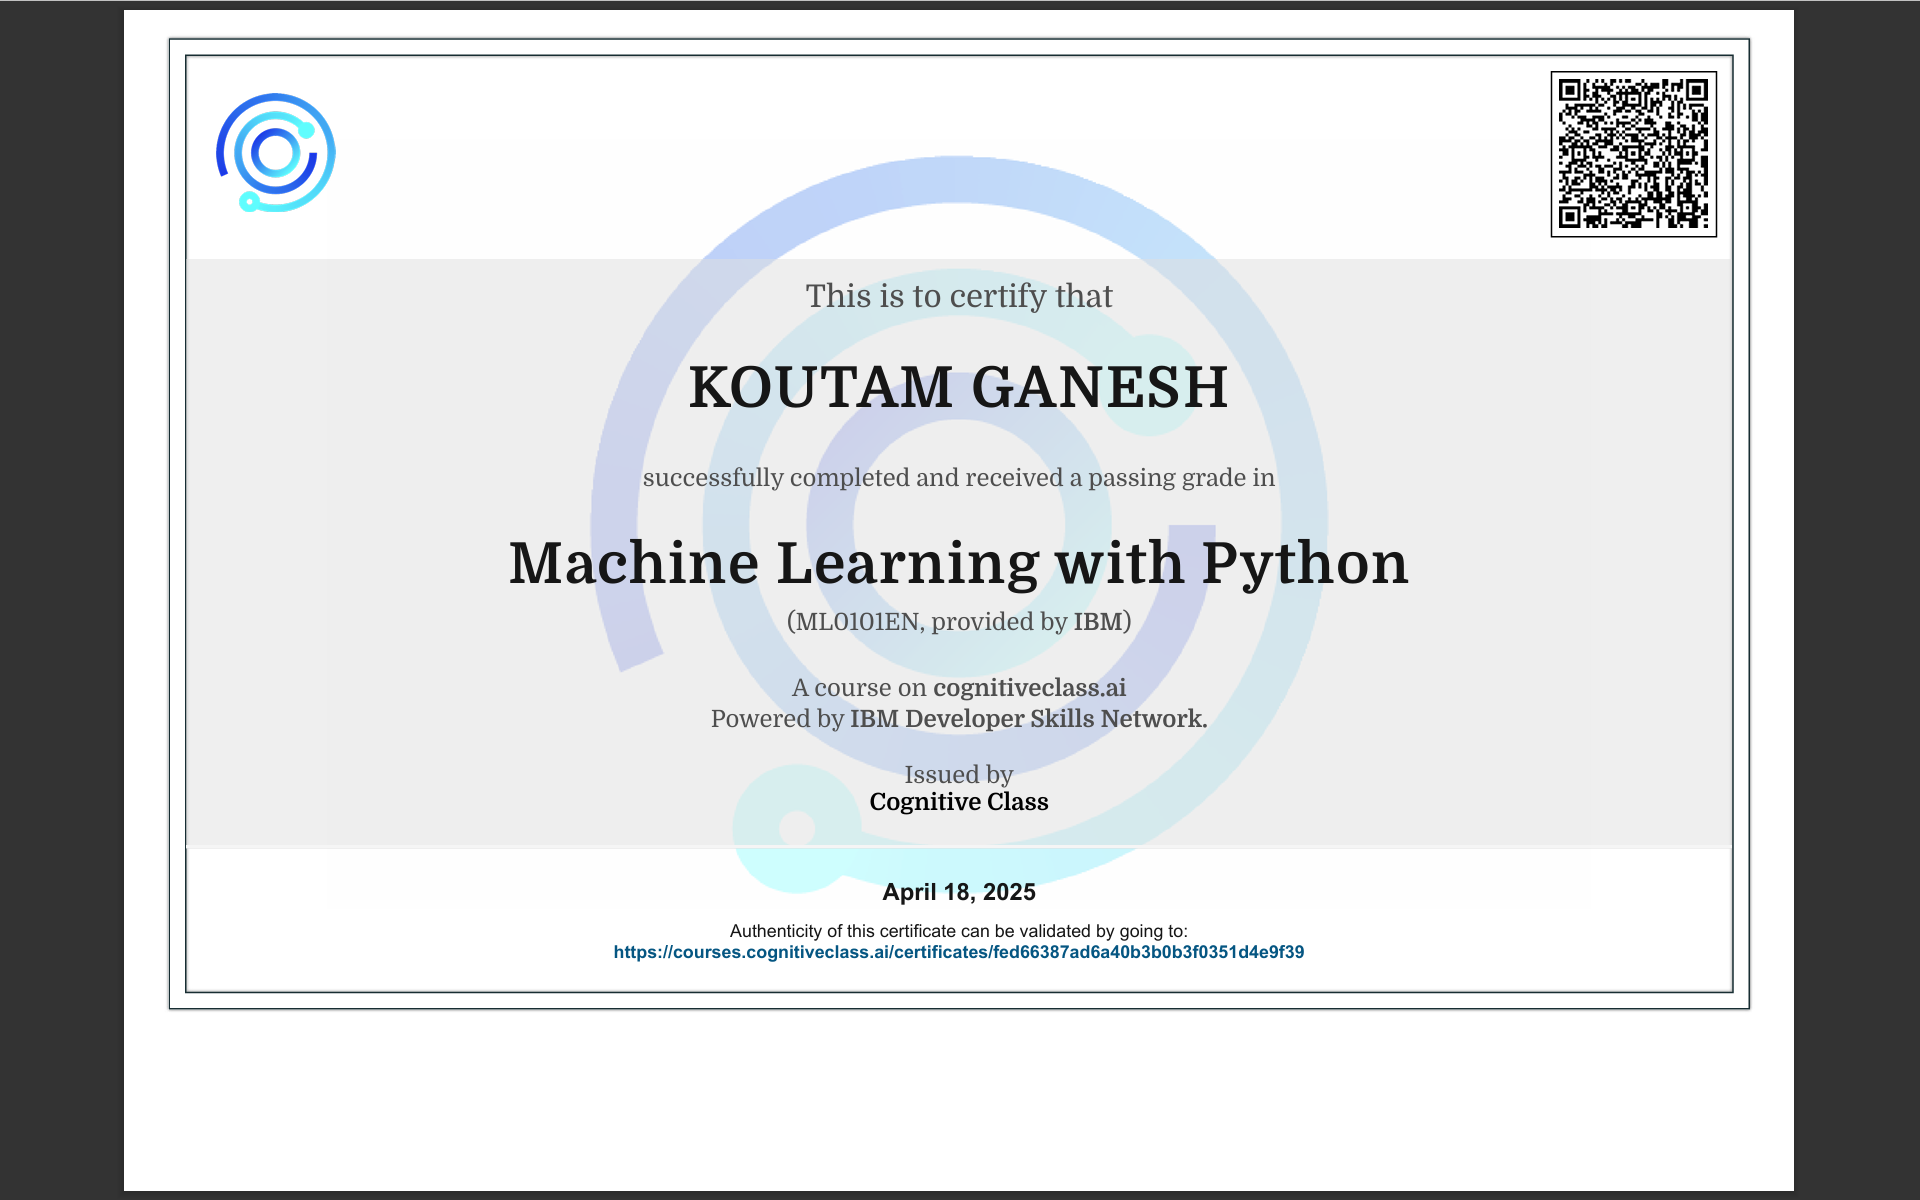 This is to certify that
KOUTAM GANESH
successfully completed and received a passing grade in
Machine Learning with Python
(ML0101EN, provided by IBM)
A course on cognitiveclass.ai
Powered by IBM Developer Skills Network.
Issued by
Cognitive Class
April 18, 2025
Authenticity of this certificate can be validated by going to:
https://courses.cognitiveclass.ai/certificates/fed66387ad6a40b3b0b3f0351d4e9f39